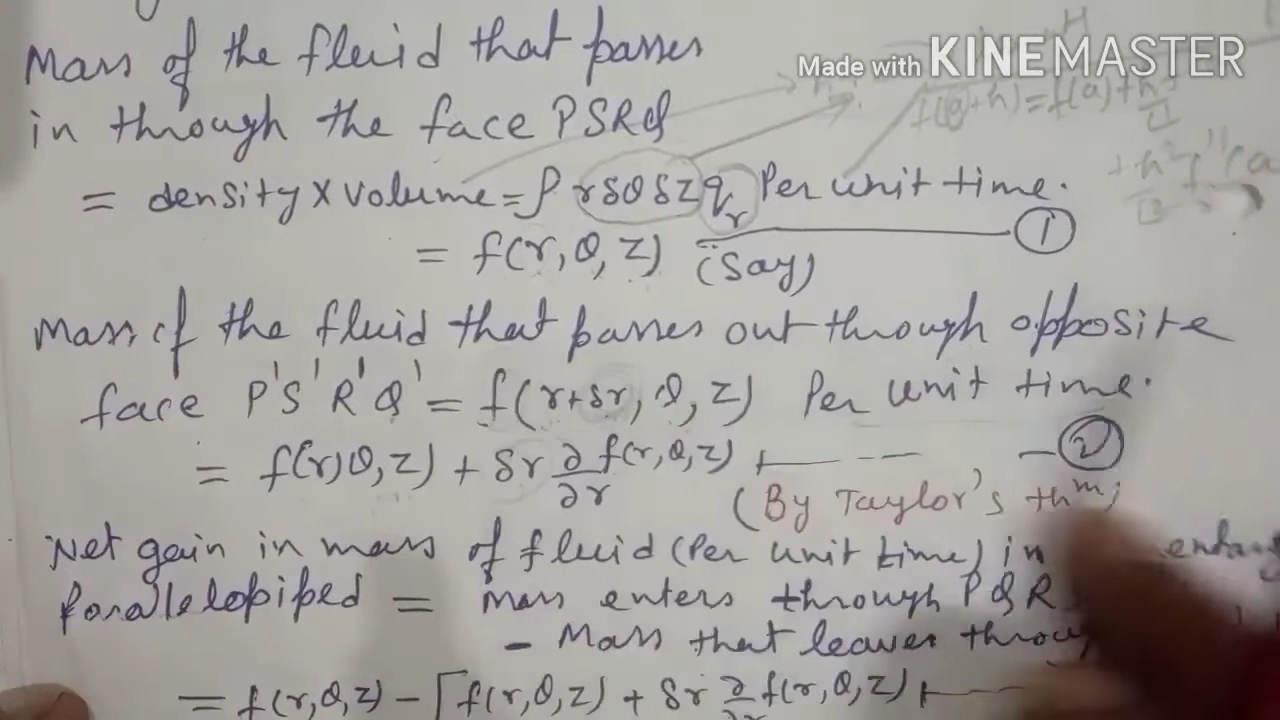 Mass of the fluid that passes
Made with KINEMASTER
in through the face PSRQ
f(a+h)=f(a)+h
= density × volume = ρ rδθ δz q_r Per unit time. ①
= f(r, θ, z) (Say)
Mass of the fluid that passes out through opposite
face P'S'R'Q' = f(r+δr, θ, z) Per unit time.
= f(r, θ, z) + δr ∂/∂r f(r, θ, z) + ---- — ②
(By Taylor's thm)
Net gain in mass of fluid (Per unit time) in
Parallelopiped = Mass enters through PQR
- Mass that leaves
= f(r, θ, z) - [f(r, θ, z) + δr ∂/∂r f(r, θ, z) + ----